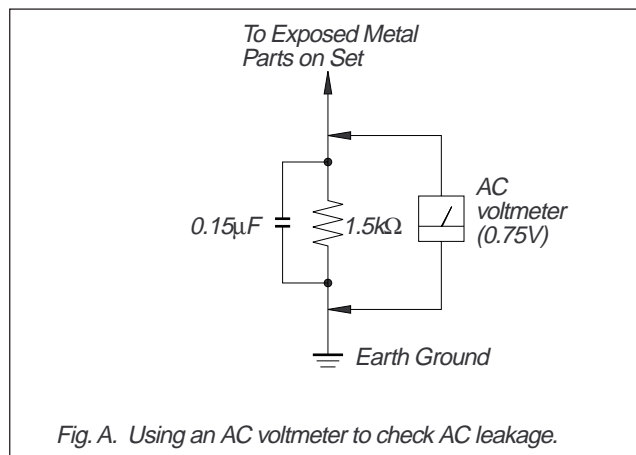 To Exposed Metal
Parts on Set
0.15μF
1.5kΩ
AC
voltmeter
(0.75V)
Earth Ground
Fig. A. Using an AC voltmeter to check AC leakage.